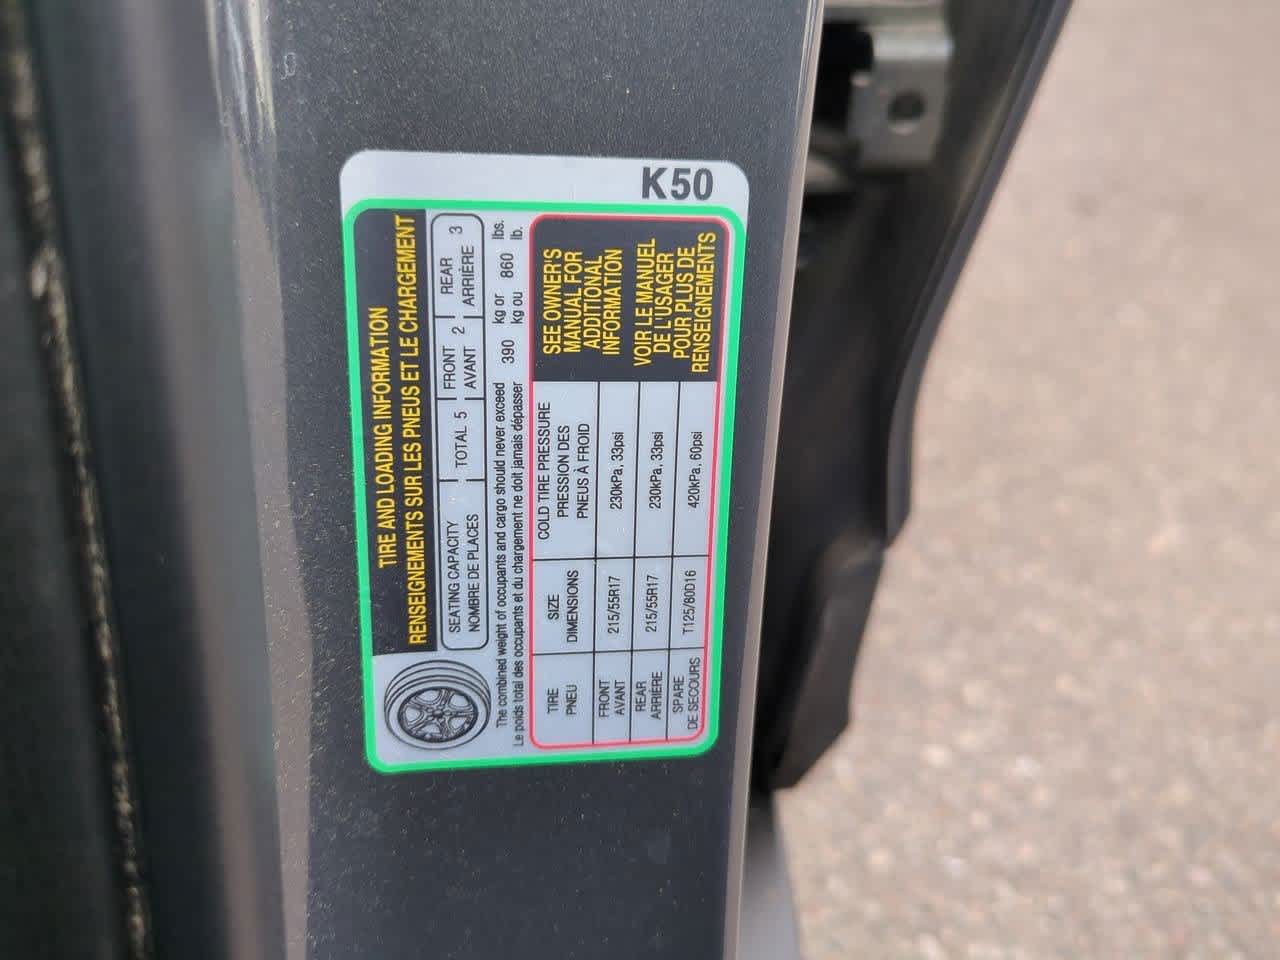 K50
TIRE AND LOADING INFORMATION
RENSEIGNEMENTS SUR LES PNEUS ET LE CHARGEMENT
SEATING CAPACITY TOTAL 5 FRONT 2 REAR 3
NOMBRE DE PLACES AVANT ARRIÈRE
The combined weight of occupants and cargo should never exceed 390 kg or 860 lbs.
Le poids total des occupants et du chargement ne doit jamais dépasser kg ou lb.
TIRE SIZE COLD TIRE PRESSURE
PNEU DIMENSIONS PRESSION DES
PNEUS À FROID
FRONT 215/55R17 230kPa, 33psi
AVANT
REAR 215/55R17 230kPa, 33psi
ARRIÈRE
SPARE T125/80D16 420kPa, 60psi
DE SECOURS
SEE OWNER'S
MANUAL FOR
ADDITIONAL
INFORMATION
VOIR LE MANUEL
DE L'USAGER
POUR PLUS DE
RENSEIGNEMENTS